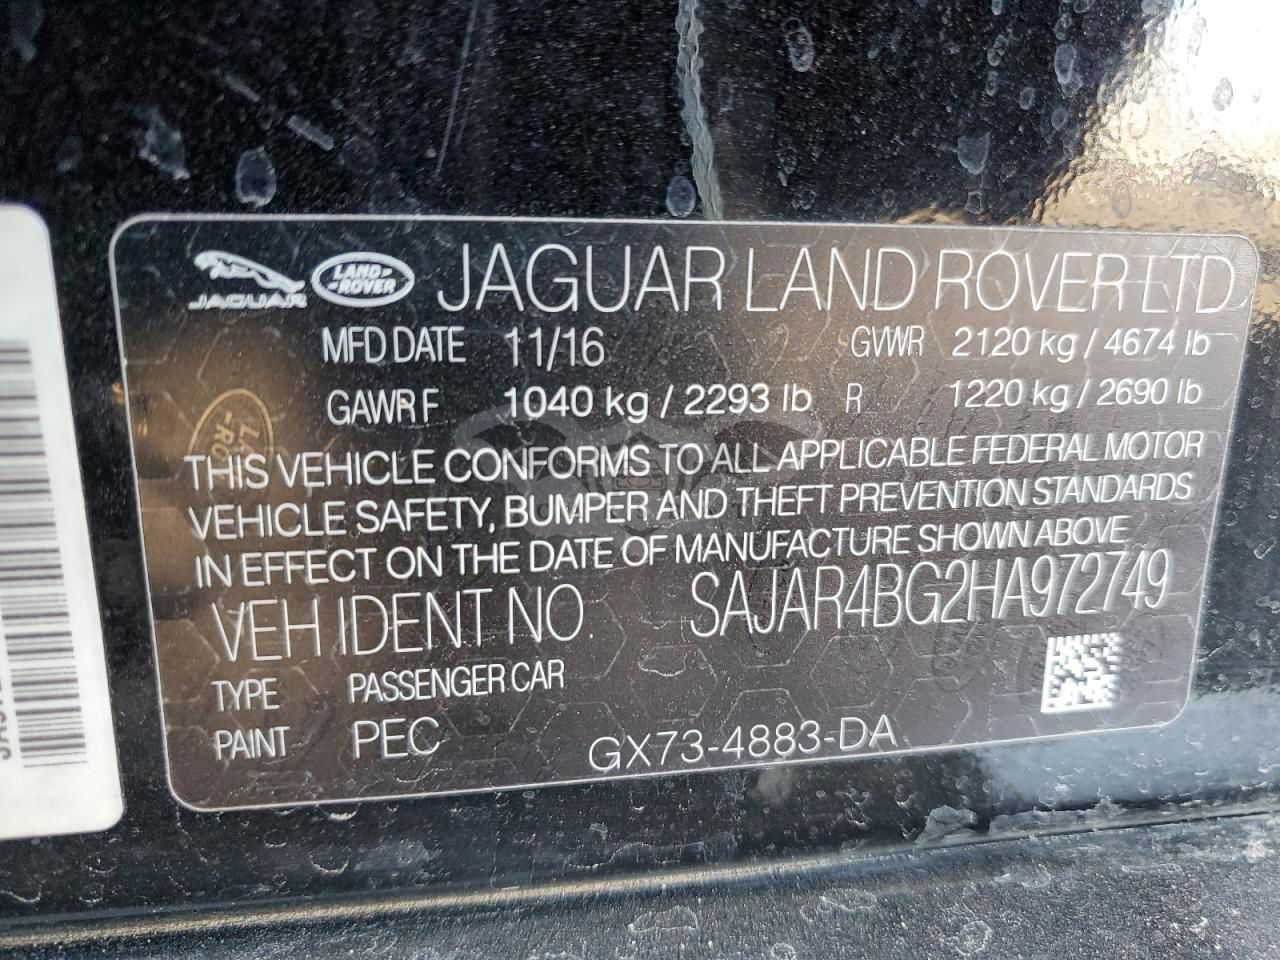 JAGUAR LAND ROVER JAGUAR LAND ROVER LTD
MFD DATE 11/16 GVWR 2120 kg / 4674 lb
GAWR F 1040 kg / 2293 lb R 1220 kg / 2690 lb
THIS VEHICLE CONFORMS TO ALL APPLICABLE FEDERAL MOTOR
VEHICLE SAFETY, BUMPER AND THEFT PREVENTION STANDARDS
IN EFFECT ON THE DATE OF MANUFACTURE SHOWN ABOVE
VEH IDENT NO. SAJAR4BG2HA972749
TYPE PASSENGER CAR
PAINT PEC GX73-4883-DA